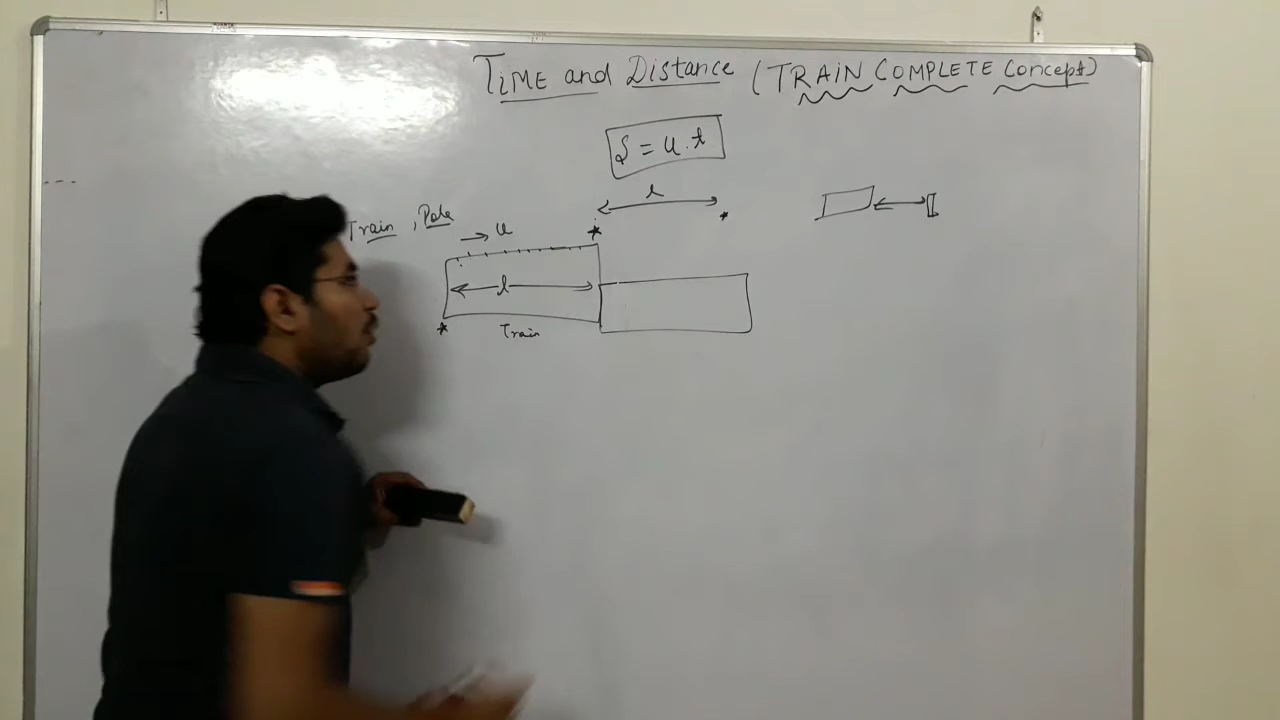 TIME and Distance (TRAIN COMPLETE Concept)
S = u.t
l
Train , Pole
u
l
Train